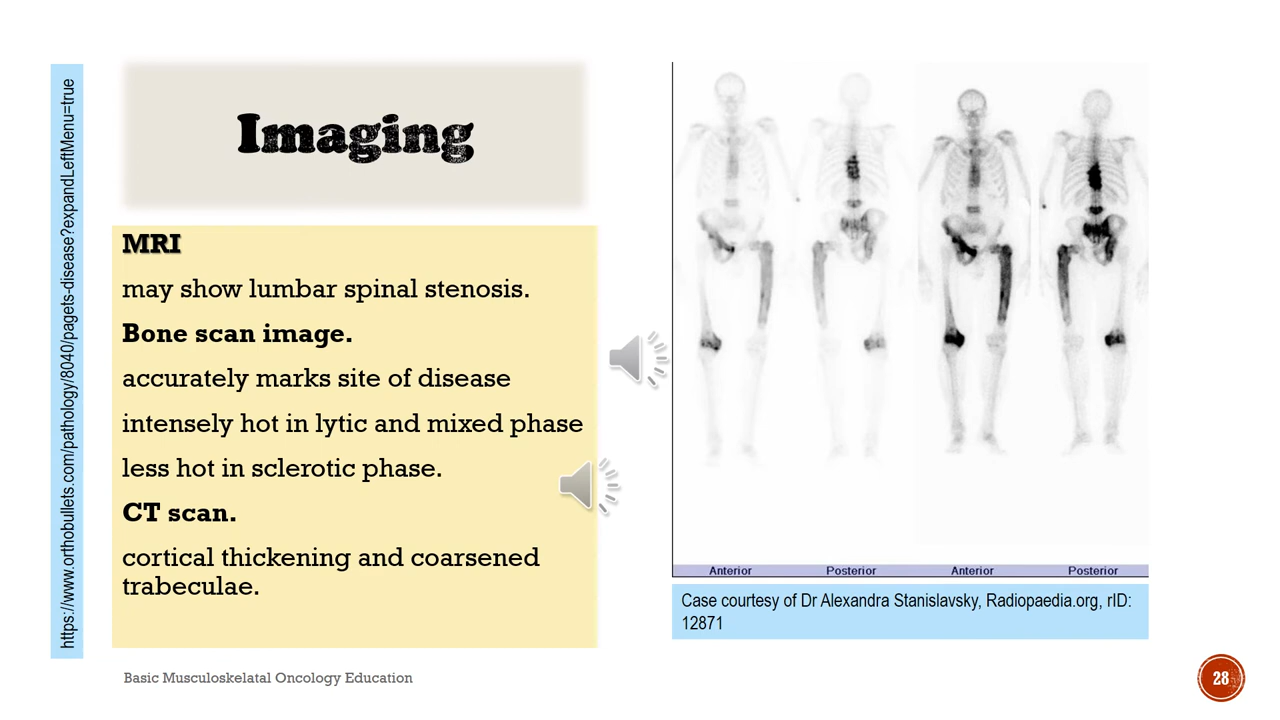 https://www.orthobullets.com/pathology/8040/pagets-disease?expandLeftMenu=true
Imaging
MRI
may show lumbar spinal stenosis.
Bone scan image.
accurately marks site of disease
intensely hot in lytic and mixed phase
less hot in sclerotic phase.
CT scan.
cortical thickening and coarsened
trabeculae.
Anterior Posterior Anterior Posterior
Case courtesy of Dr Alexandra Stanislavsky, Radiopaedia.org, rID:
12871
Basic Musculoskelatal Oncology Education
28